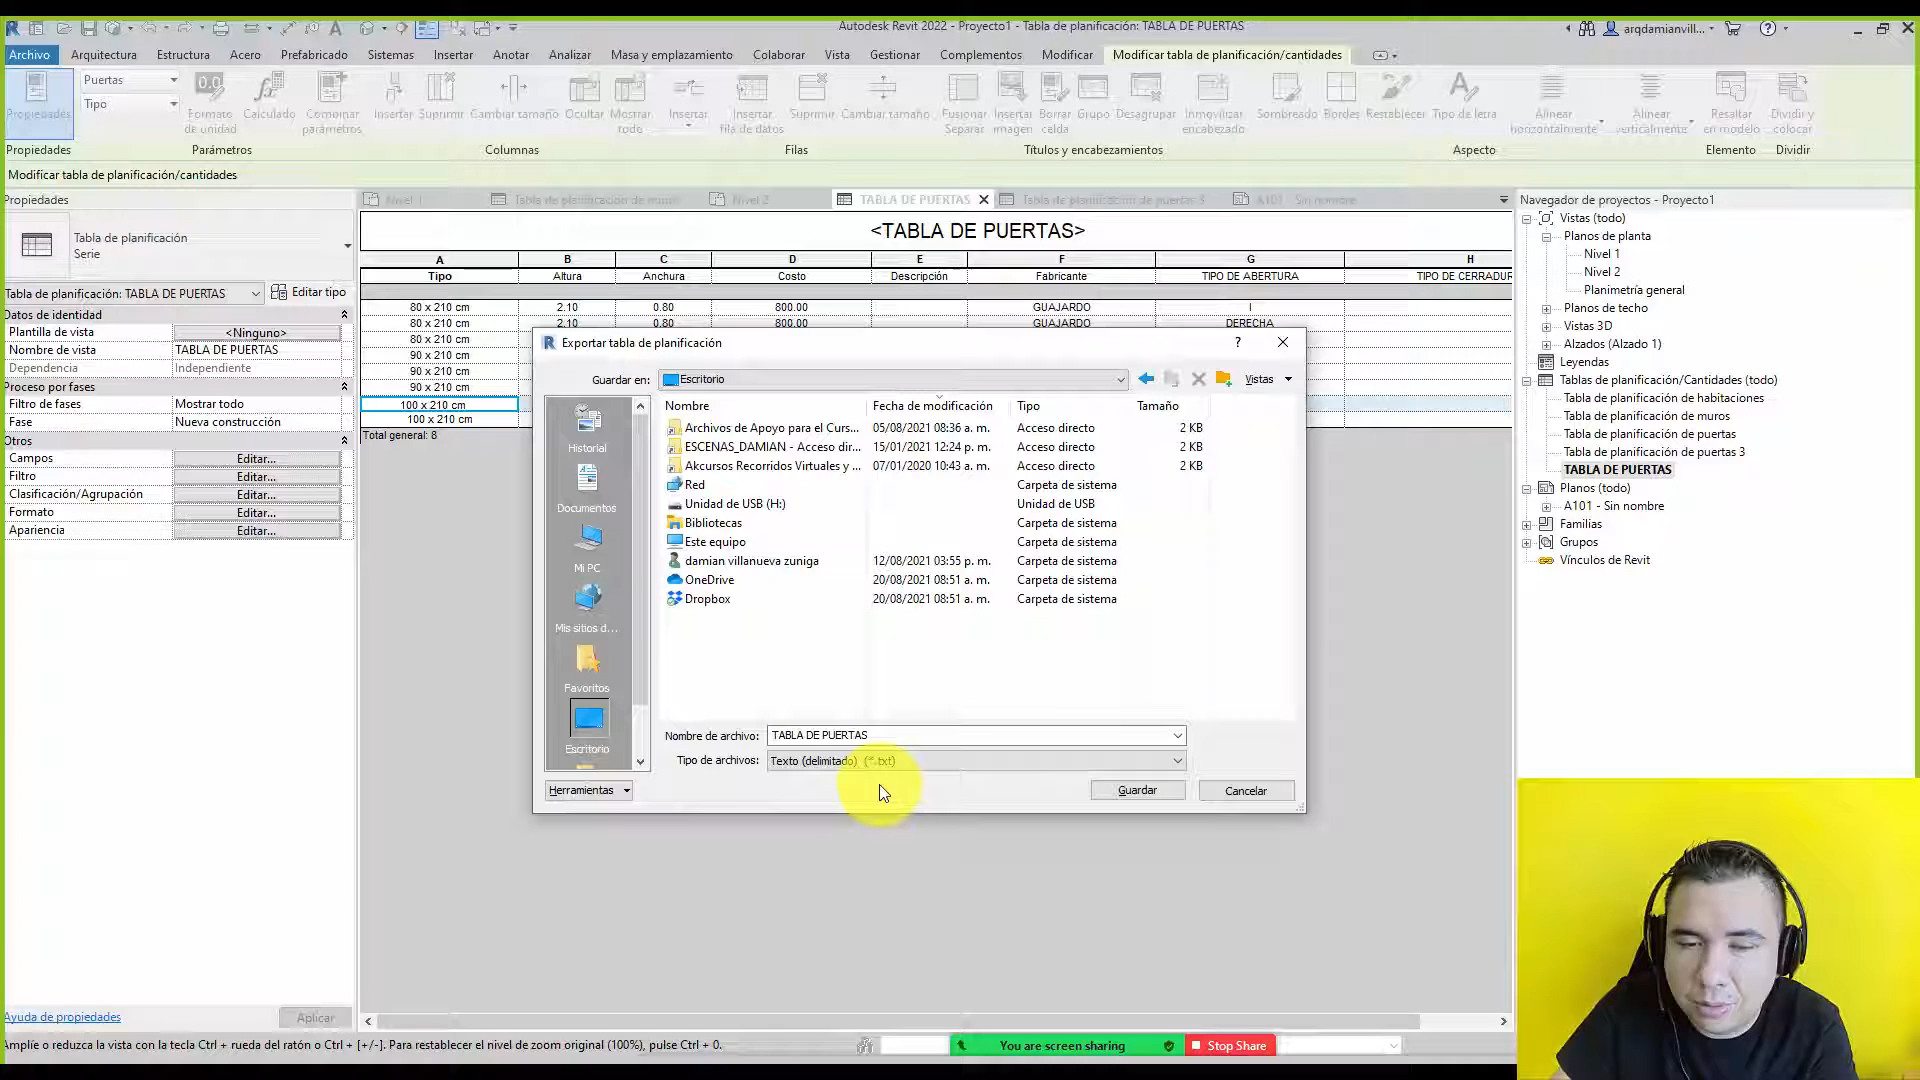 Autodesk Revit 2022 - Proyecto1 - Tabla de planificación: TABLA DE PUERTAS
arqdamianvill...
Archivo Arquitectura Estructura Acero Prefabricado Sistemas Insertar Anotar Analizar Masa y emplazamiento Colaborar Vista Gestionar Complementos Modificar Modificar tabla de planificación/cantidades
Puertas
Tipo
Propiedades
Formato de unidad
Calculado
Combinar parámetros
Insertar
Suprimir
Cambiar tamaño
Ocultar
Mostrar todo
Insertar
Insertar fila de datos
Suprimir
Cambiar tamaño
Fusionar Separar
Insertar imagen
Borrar celda
Grupo
Desagrupar
Inmovilizar encabezado
Sombreado
Bordes
Restablecer
Tipo de letra
Alinear horizontalmente
Alinear verticalmente
Resaltar en modelo
Dividir y colocar
Propiedades Parámetros Columnas Filas Títulos y encabezamientos Aspecto Elemento Dividir
Modificar tabla de planificación/cantidades
Propiedades
Tabla de planificación
Serie
Tabla de planificación: TABLA DE PUERTAS Editar tipo
Datos de identidad
Plantilla de vista <Ninguno>
Nombre de vista TABLA DE PUERTAS
Dependencia Independiente
Proceso por fases
Filtro de fases Mostrar todo
Fase Nueva construcción
Otros
Campos Editar...
Filtro Editar...
Clasificación/Agrupación Editar...
Formato Editar...
Apariencia Editar...
Ayuda de propiedades Aplicar
Nivel 1 Tabla de planificación de muros Nivel 2 TABLA DE PUERTAS Tabla de planificación de puertas 3 A101 - Sin nombre
<TABLA DE PUERTAS>
A B C D E F G H
Tipo Altura Anchura Costo Descripción Fabricante TIPO DE ABERTURA TIPO DE CERRADUR
80 x 210 cm 2.10 0.80 800.00 GUAJARDO I
80 x 210 cm 2.10 0.80 800.00 GUAJARDO DERECHA
80 x 210 cm
90 x 210 cm
90 x 210 cm
90 x 210 cm
100 x 210 cm
100 x 210 cm
Total general: 8
Exportar tabla de planificación
Guardar en: Escritorio Vistas
Nombre Fecha de modificación Tipo Tamaño
Archivos de Apoyo para el Curs... 05/08/2021 08:36 a. m. Acceso directo 2 KB
ESCENAS_DAMIAN - Acceso dir... 15/01/2021 12:24 p. m. Acceso directo 2 KB
Akcursos Recorridos Virtuales y ... 07/01/2020 10:43 a. m. Acceso directo 2 KB
Red Carpeta de sistema
Unidad de USB (H:) Unidad de USB
Bibliotecas Carpeta de sistema
Este equipo Carpeta de sistema
damian villanueva zuniga 12/08/2021 03:55 p. m. Carpeta de sistema
OneDrive 20/08/2021 08:51 a. m. Carpeta de sistema
Dropbox 20/08/2021 08:51 a. m. Carpeta de sistema
Historial
Documentos
Mi PC
Mis sitios d...
Favoritos
Escritorio
Nombre de archivo: TABLA DE PUERTAS
Tipo de archivos: Texto (delimitado) (*.txt)
Herramientas Guardar Cancelar
Navegador de proyectos - Proyecto1
Vistas (todo)
Planos de planta
Nivel 1
Nivel 2
Planimetría general
Planos de techo
Vistas 3D
Alzados (Alzado 1)
Leyendas
Tablas de planificación/Cantidades (todo)
Tabla de planificación de habitaciones
Tabla de planificación de muros
Tabla de planificación de puertas
Tabla de planificación de puertas 3
TABLA DE PUERTAS
Planos (todo)
A101 - Sin nombre
Familias
Grupos
Vínculos de Revit
Amplíe o reduzca la vista con la tecla Ctrl + rueda del ratón o Ctrl + [+/-]. Para restablecer el nivel de zoom original (100%), pulse Ctrl + 0.
You are screen sharing Stop Share